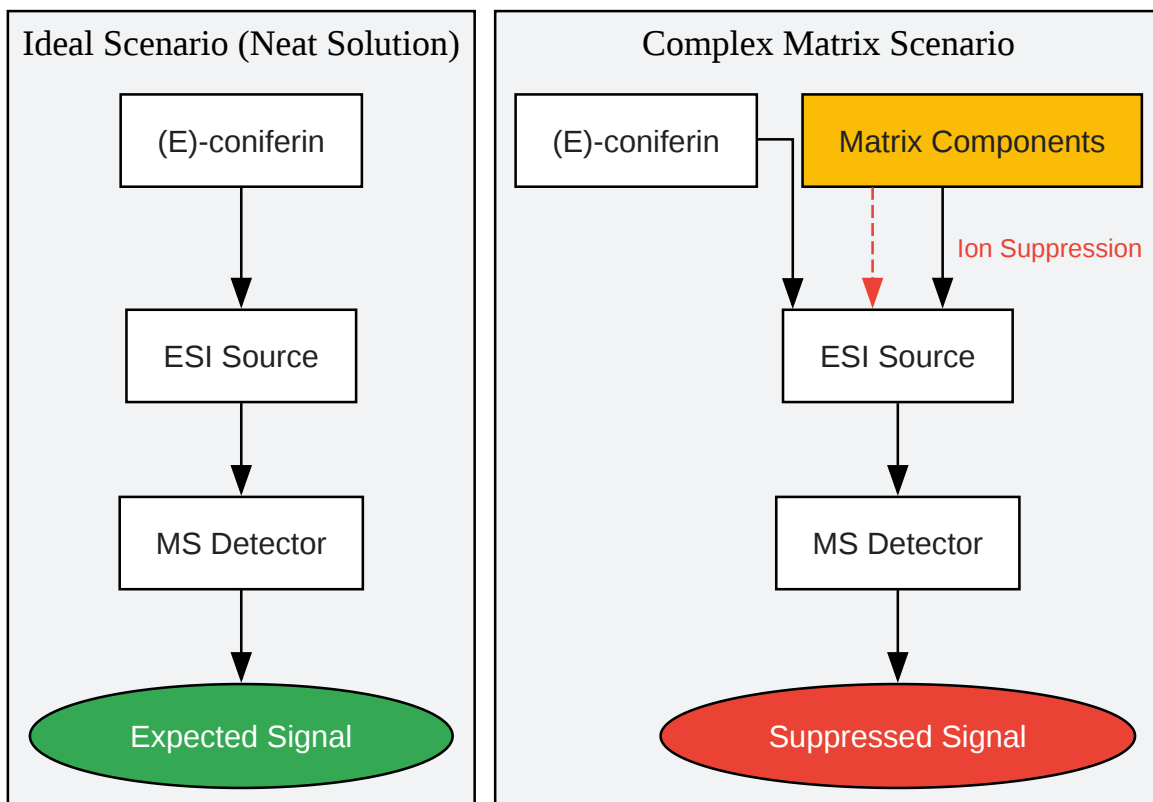 Ideal Scenario (Neat Solution)
(E)-coniferin
ESI Source
MS Detector
Expected Signal
Complex Matrix Scenario
(E)-coniferin
Matrix Components
Ion Suppression
ESI Source
MS Detector
Suppressed Signal